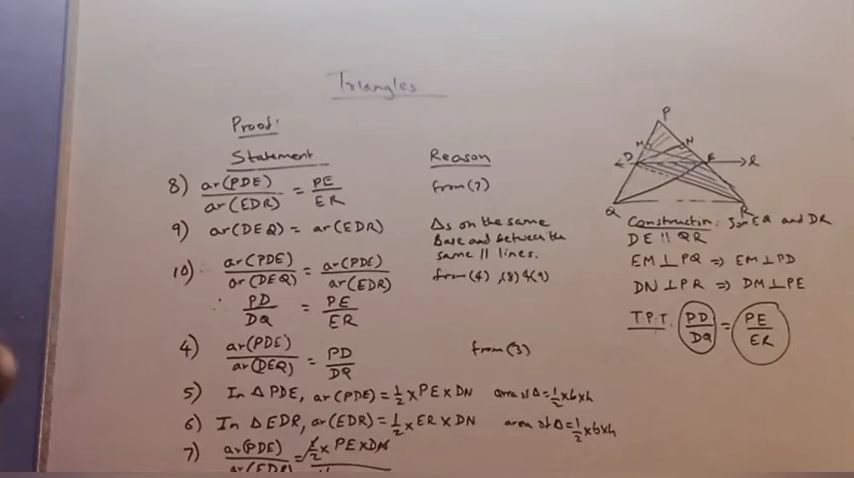 Triangles
Proof:
Statement Reason
8) ar(PDE)/ar(EDR) = PE/ER from(7)
9) ar(DEQ) = ar(EDR) Δs on the same Base and between the same || lines.
10) ar(PDE)/ar(DEQ) = ar(PDE)/ar(EDR) from(4),(8)&(9)
∴ PD/DQ = PE/ER
4) ar(PDE)/ar(DEQ) = PD/DQ from(3)
5) In Δ PDE, ar(PDE) = 1/2 × PE × DN area of Δ = 1/2 × b × h
6) In Δ EDR, ar(EDR) = 1/2 × ER × DN area of Δ = 1/2 × b × h
7) ar(PDE)/ar(EDR) = 1/2 × PE × DN
P
M N
D E l
Q R
Construction: Join EQ and DR
DE || QR
EM ⊥ PQ => EM ⊥ PD
DN ⊥ PR => DM ⊥ PE
T.P.T. PD/DQ = PE/ER